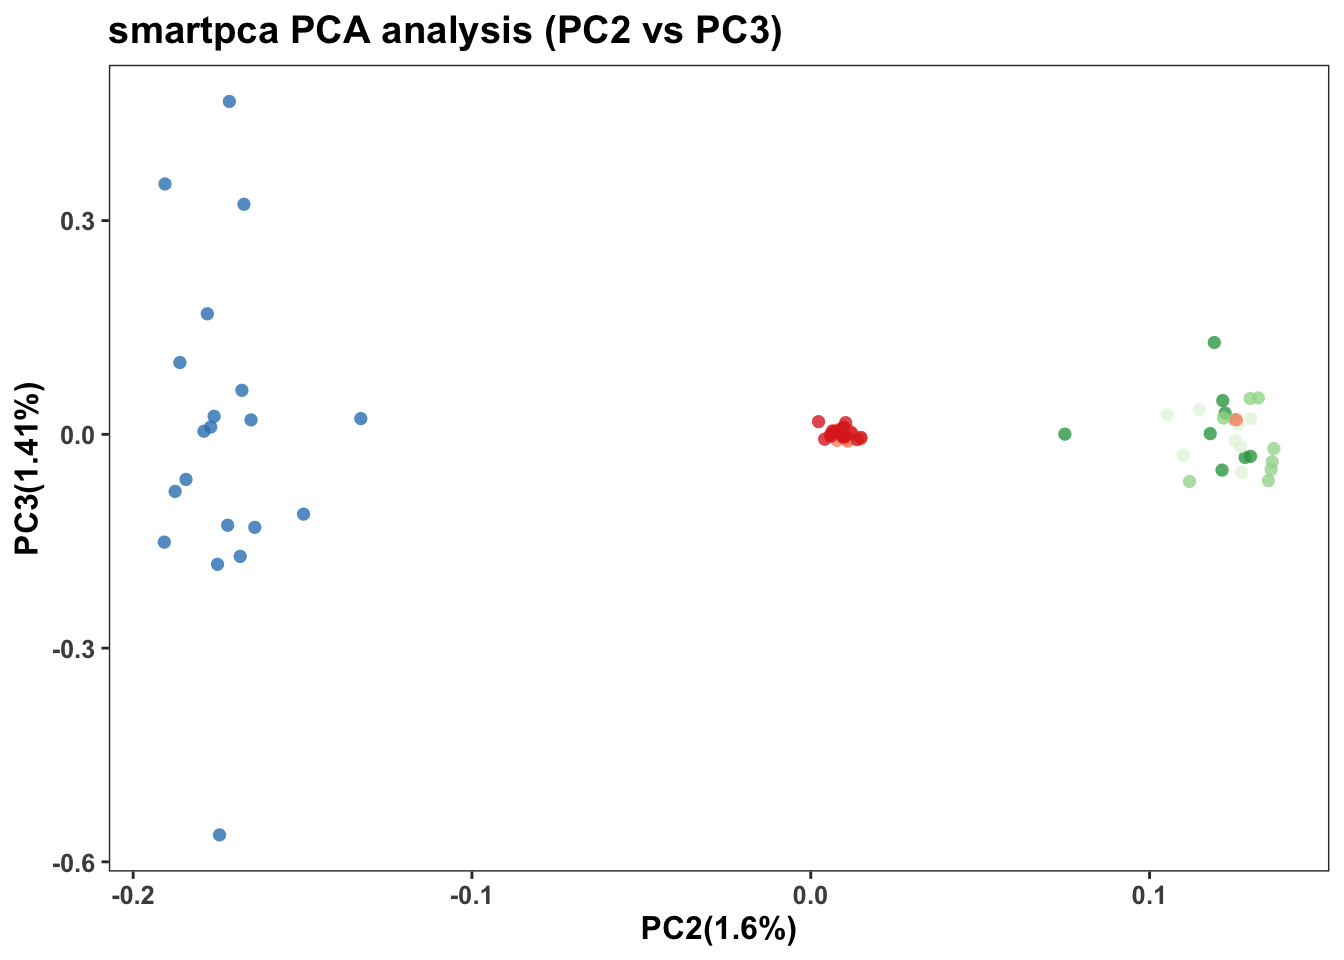 smartpca PCA analysis (PC2 vs PC3)
PC3(1.41%)
0.3
0.0
-0.3
-0.6
-0.2
-0.1
0.0
0.1
PC2(1.6%)